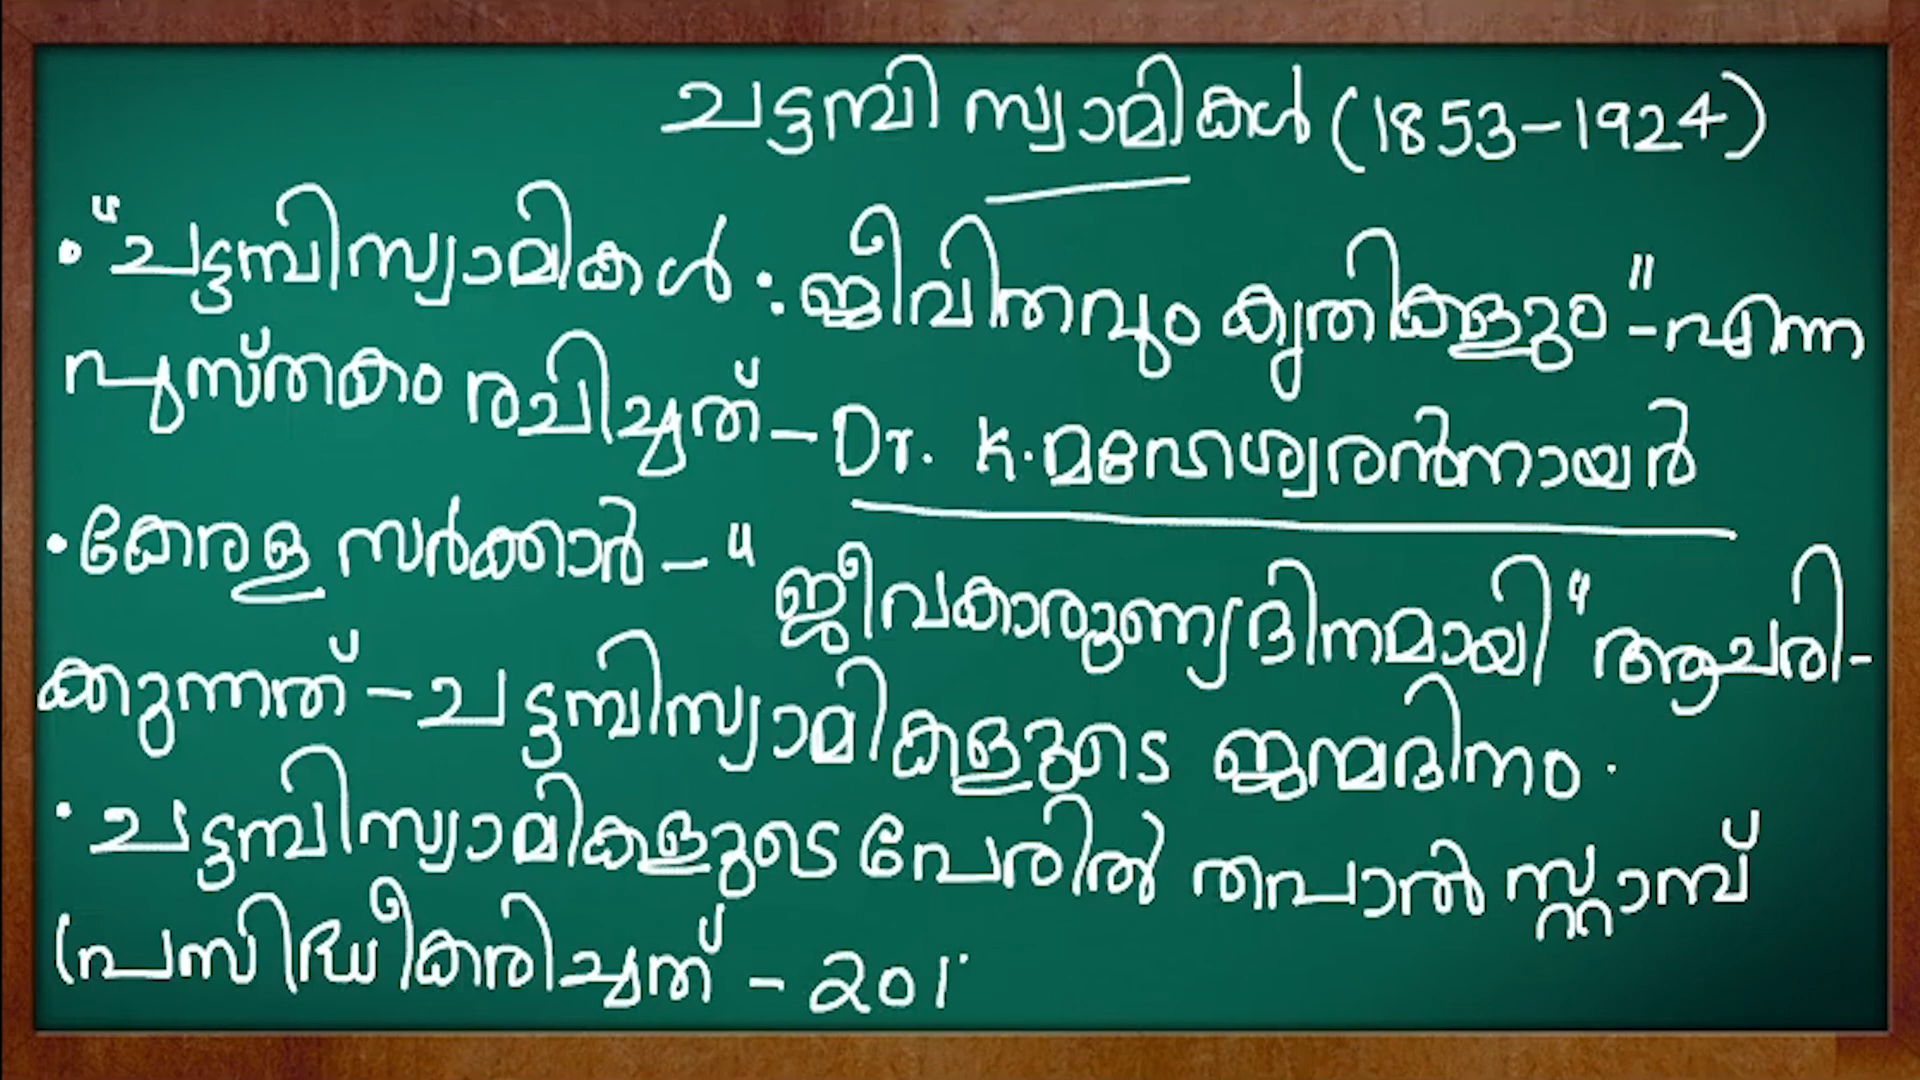 ചട്ടമ്പി സ്വാമികൾ (1853-1924)
• "ചട്ടമ്പിസ്വാമികൾ : ജീവിതവും കൃതികളും" - എന്ന
പുസ്തകം രചിച്ചത് - Dr. K. മഹേശ്വരൻനായർ
• കേരള സർക്കാർ - " ജീവകാരുണ്യദിനമായി " ആചരി-
ക്കുന്നത് - ചട്ടമ്പിസ്വാമികളുടെ ജന്മദിനം .
• ചട്ടമ്പിസ്വാമികളുടെ പേരിൽ തപാൽ സ്റ്റാമ്പ്
പ്രസിദ്ധീകരിച്ചത് - 201